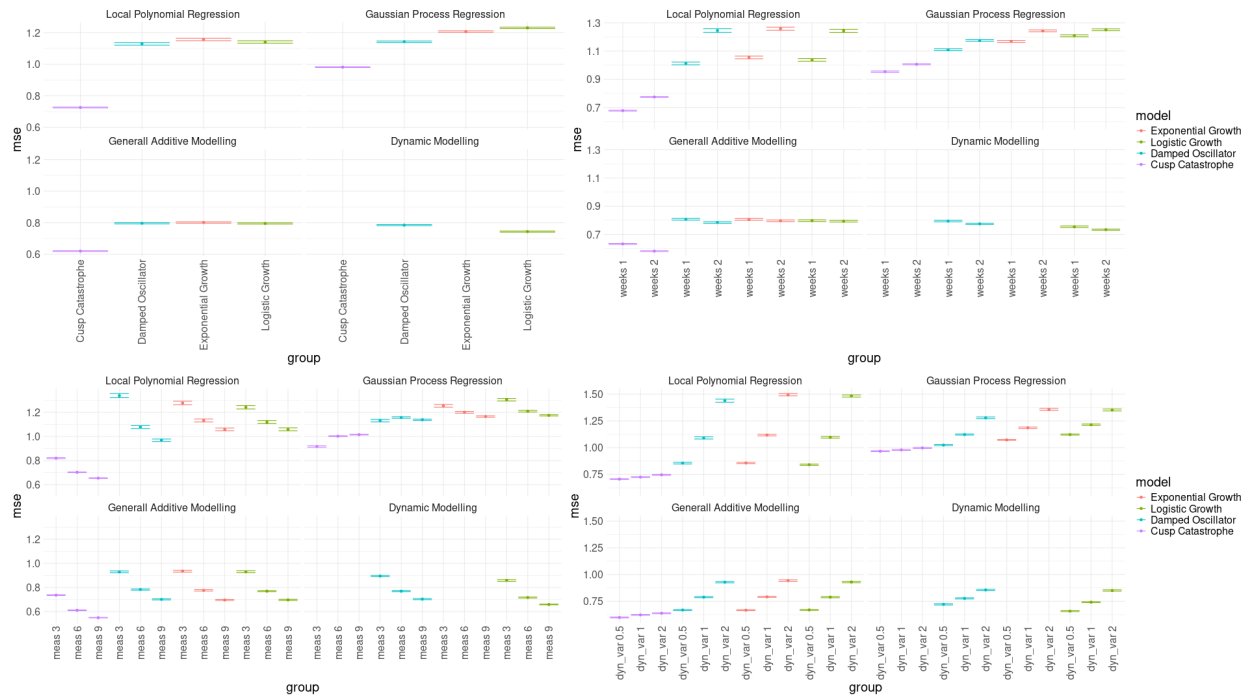 Local Polynomial Regression
Gaussian Process Regression
1.2
1.0
0.8
0.6
mse
Generall Additive Modelling
Dynamic Modelling
1.2
1.0
0.8
0.6
Cusp Catastrophe
Damped Oscillator
Exponential Growth
Logistic Growth
Cusp Catastrophe
Damped Oscillator
Exponential Growth
Logistic Growth
group
Local Polynomial Regression
Gaussian Process Regression
1.3
1.1
0.9
0.7
mse
Generall Additive Modelling
Dynamic Modelling
1.3
1.1
0.9
0.7
weeks 1
weeks 2
weeks 1
weeks 2
weeks 1
weeks 2
weeks 1
weeks 2
weeks 1
weeks 2
weeks 1
weeks 2
weeks 1
weeks 2
weeks 1
weeks 2
group
model
Exponential Growth
Logistic Growth
Damped Oscillator
Cusp Catastrophe
Local Polynomial Regression
Gaussian Process Regression
1.2
1.0
0.8
0.6
mse
Generall Additive Modelling
Dynamic Modelling
1.2
1.0
0.8
0.6
meas 3
meas 6
meas 9
meas 3
meas 6
meas 9
meas 3
meas 6
meas 9
meas 3
meas 6
meas 9
meas 3
meas 6
meas 9
meas 3
meas 6
meas 9
meas 3
meas 6
meas 9
meas 3
meas 6
meas 9
group
Local Polynomial Regression
Gaussian Process Regression
1.50
1.25
1.00
0.75
mse
Generall Additive Modelling
Dynamic Modelling
1.50
1.25
1.00
0.75
dyn_var 0.5
dyn_var 1
dyn_var 2
dyn_var 0.5
dyn_var 1
dyn_var 2
dyn_var 0.5
dyn_var 1
dyn_var 2
dyn_var 0.5
dyn_var 1
dyn_var 2
dyn_var 0.5
dyn_var 1
dyn_var 2
dyn_var 0.5
dyn_var 1
dyn_var 2
dyn_var 0.5
dyn_var 1
dyn_var 2
dyn_var 0.5
dyn_var 1
dyn_var 2
group
model
Exponential Growth
Logistic Growth
Damped Oscillator
Cusp Catastrophe